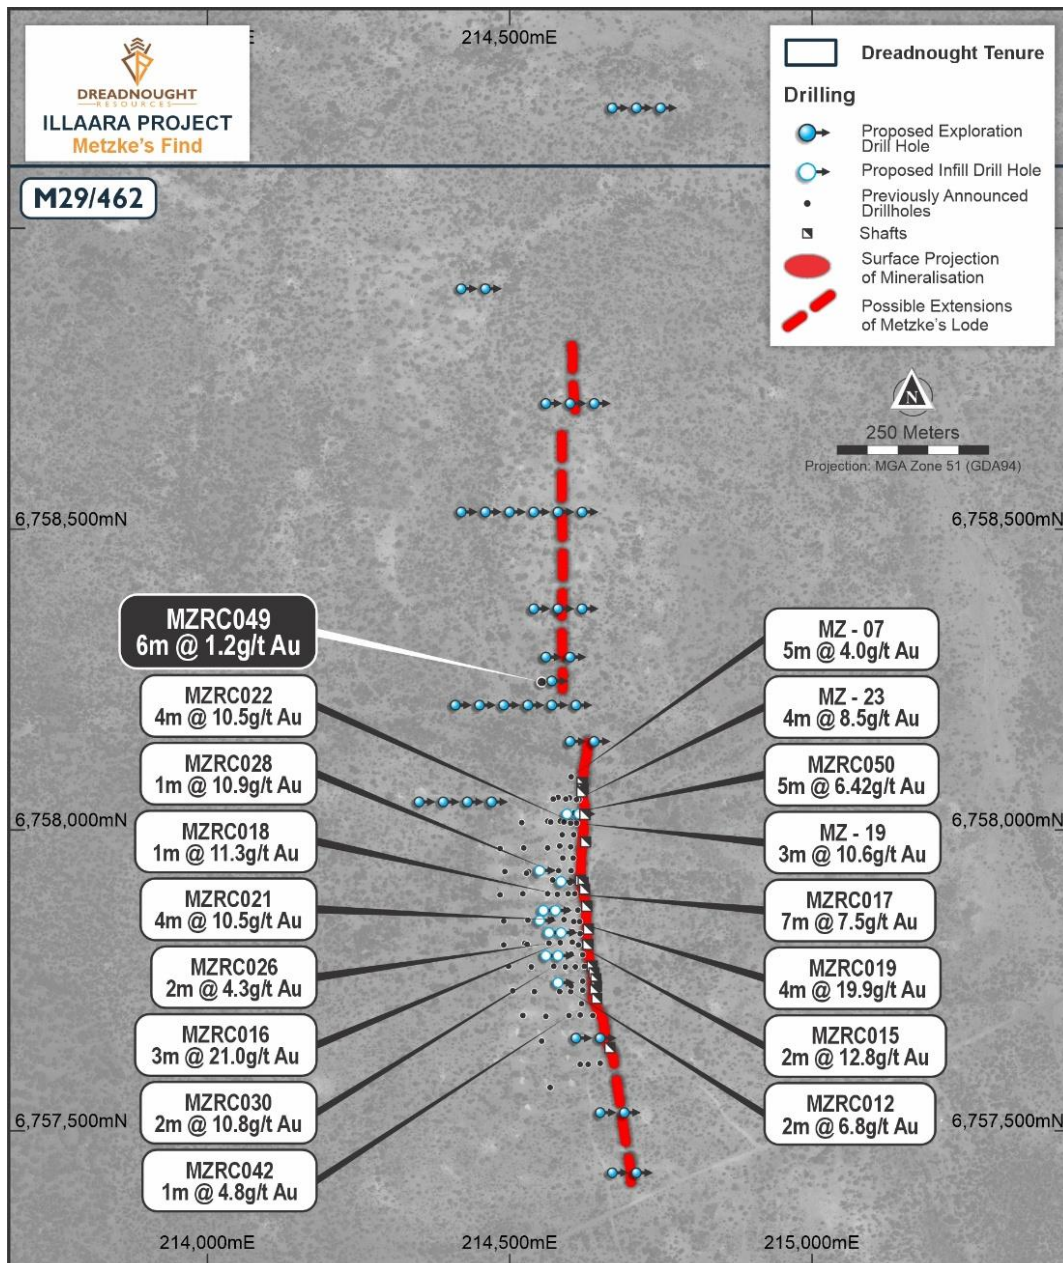 214,500mE
DREADNOUGHT
RESOURCES
ILLAARA PROJECT
Metzke's Find
M29/462
Dreadnought Tenure
Drilling
Proposed Exploration
Drill Hole
Proposed Infill Drill Hole
Previously Announced
Drillholes
Shafts
Surface Projection
of Mineralisation
Possible Extensions
of Metzke's Lode
N
250 Meters
Projection: MGA Zone 51 (GDA94)
6,758,500mN
6,758,500mN
MZRC049
6m @ 1.2g/t Au
MZRC022
4m @ 10.5g/t Au
MZRC028
1m @ 10.9g/t Au
MZRC018
1m @ 11.3g/t Au
MZRC021
4m @ 10.5g/t Au
MZRC026
2m @ 4.3g/t Au
MZRC016
3m @ 21.0g/t Au
MZRC030
2m @ 10.8g/t Au
MZRC042
1m @ 4.8g/t Au
MZ - 07
5m @ 4.0g/t Au
MZ - 23
4m @ 8.5g/t Au
MZRC050
5m @ 6.42g/t Au
MZ - 19
3m @ 10.6g/t Au
MZRC017
7m @ 7.5g/t Au
MZRC019
4m @ 19.9g/t Au
MZRC015
2m @ 12.8g/t Au
MZRC012
2m @ 6.8g/t Au
6,758,000mN
6,758,000mN
6,757,500mN
6,757,500mN
214,000mE
214,500mE
215,000mE